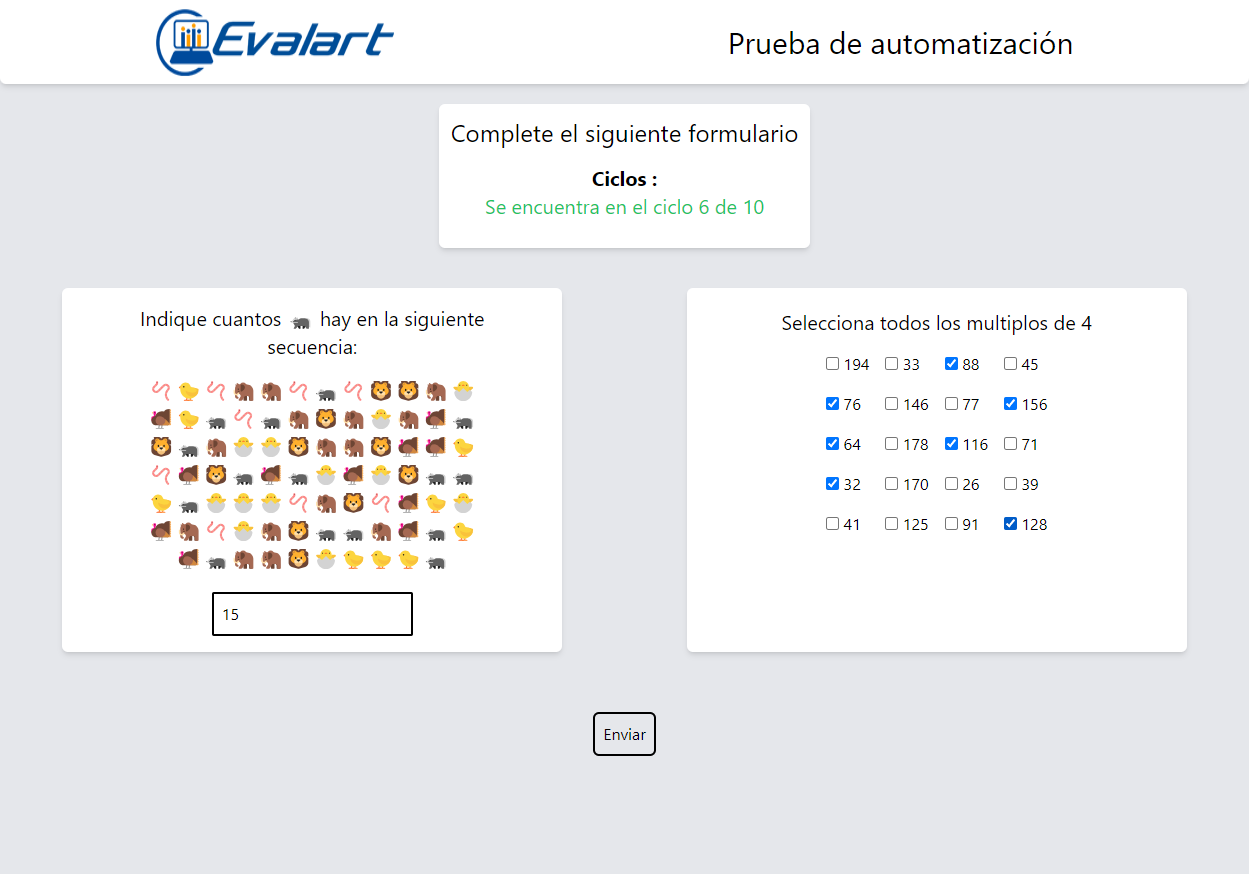 Evalart
Prueba de automatización
Complete el siguiente formulario
Ciclos :
Se encuentra en el ciclo 6 de 10
Indique cuantos 🐃 hay en la siguiente
secuencia:
15
Selecciona todos los multiplos de 4
194 33 88 45
76 146 77 156
64 178 116 71
32 170 26 39
41 125 91 128
Enviar